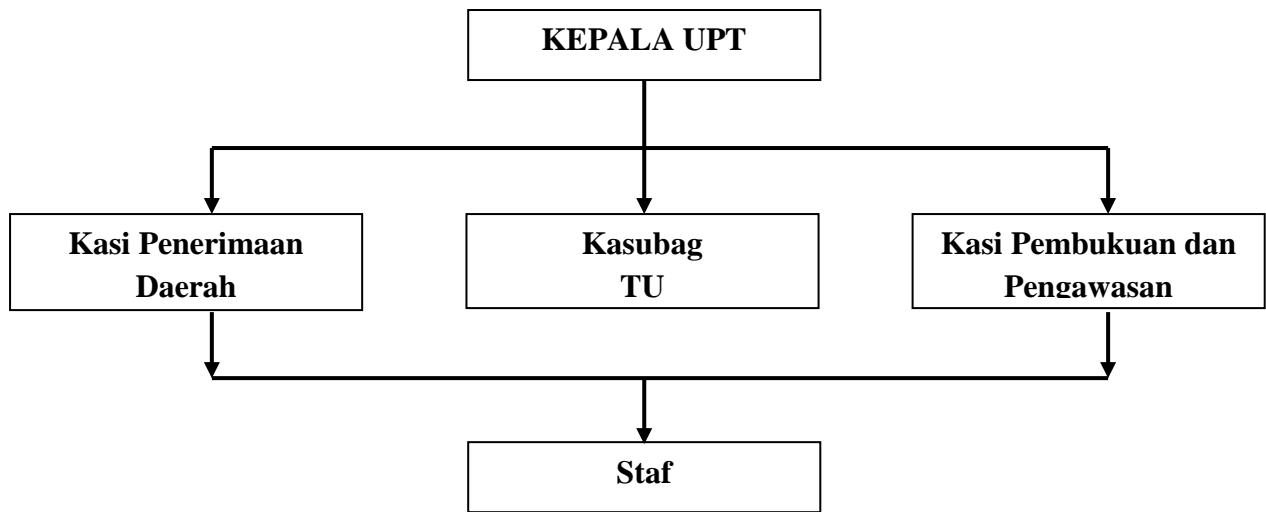 KEPALA UPT
Kasi Penerimaan
Daerah
Kasubag
TU
Kasi Pembukuan dan
Pengawasan
Staf